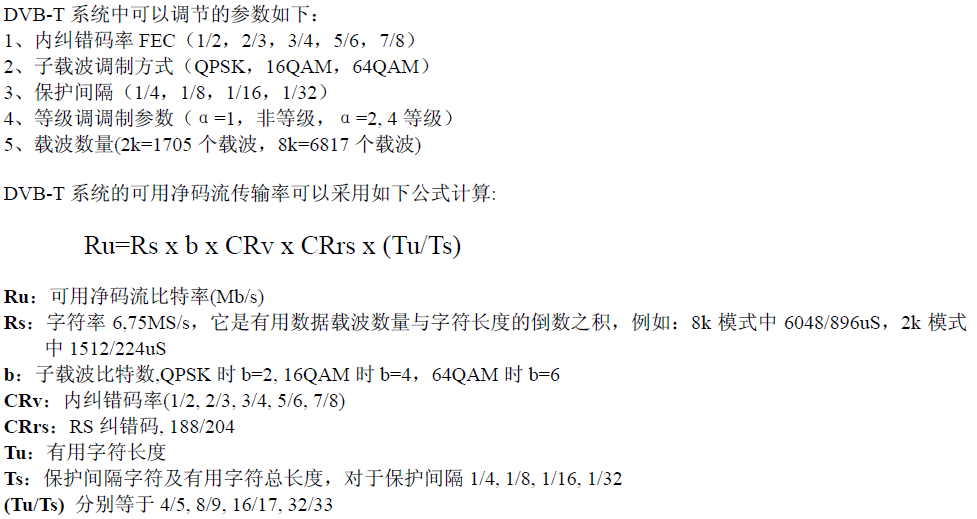 DVB-T 系统中可以调节的参数如下：
1、内纠错码率 FEC（1/2，2/3，3/4，5/6，7/8）
2、子载波调制方式（QPSK，16QAM，64QAM）
3、保护间隔（1/4，1/8，1/16，1/32）
4、等级调调制参数（α=1，非等级，α=2, 4 等级）
5、载波数量(2k=1705 个载波，8k=6817 个载波)
DVB-T 系统的可用净码流传输率可以采用如下公式计算:
Ru=Rs x b x CRv x CRrs x (Tu/Ts)
Ru：可用净码流比特率(Mb/s)
Rs：字符率 6,75MS/s，它是有用数据载波数量与字符长度的倒数之积，例如：8k 模式中 6048/896uS，2k 模式
中 1512/224uS
b：子载波比特数,QPSK 时 b=2, 16QAM 时 b=4，64QAM 时 b=6
CRv：内纠错码率(1/2, 2/3, 3/4, 5/6, 7/8)
CRrs：RS 纠错码, 188/204
Tu：有用字符长度
Ts：保护间隔字符及有用字符总长度，对于保护间隔 1/4, 1/8, 1/16, 1/32
(Tu/Ts) 分别等于 4/5, 8/9, 16/17, 32/33